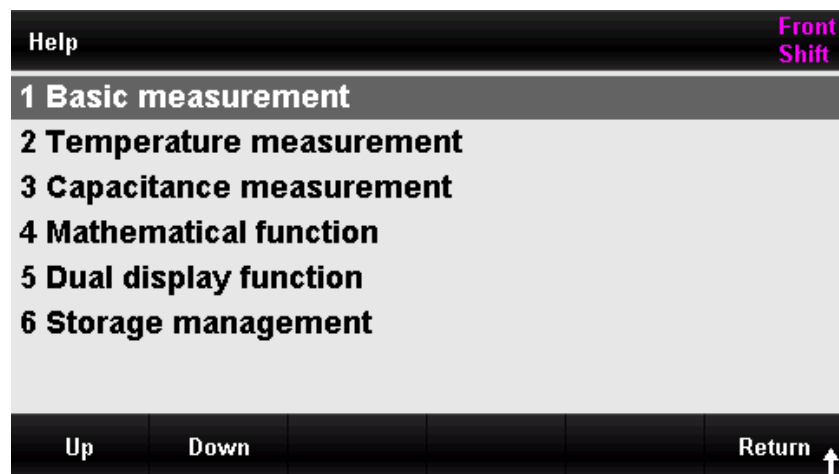 Help
Front
Shift
1 Basic measurement
2 Temperature measurement
3 Capacitance measurement
4 Mathematical function
5 Dual display function
6 Storage management
Up Down Return